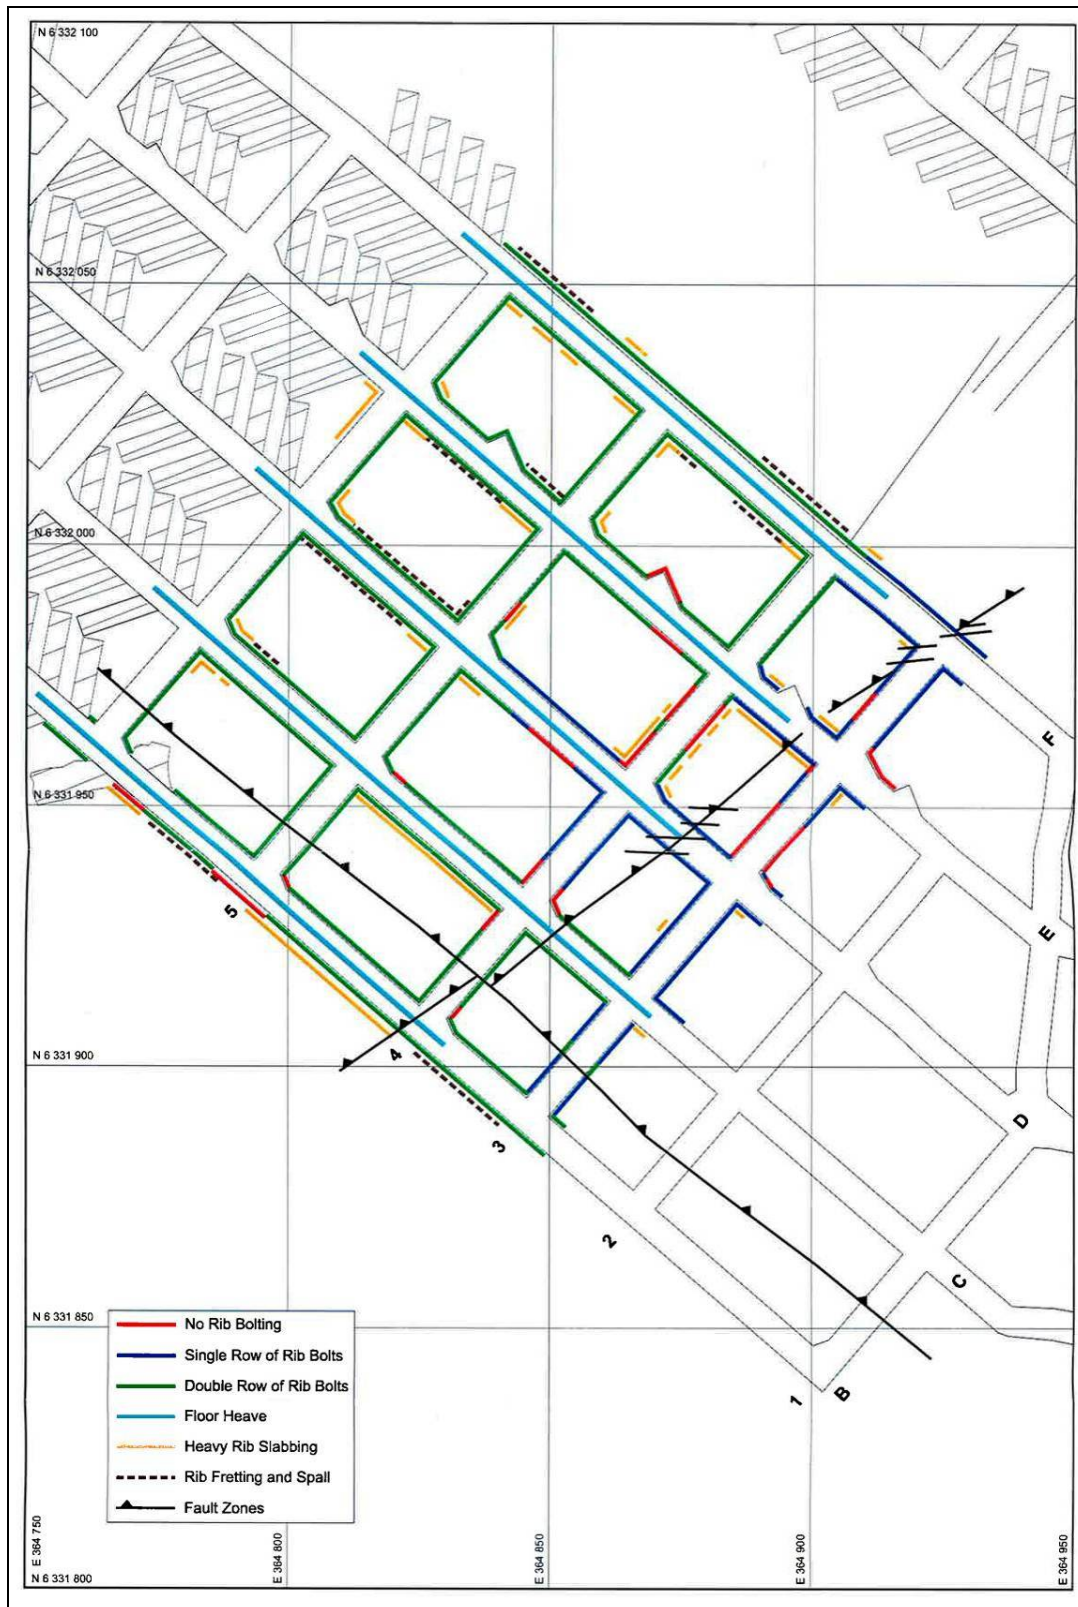 N 6 332 100
N 6 332 050
N 6 332 000
N 6 331 950
5
F
E
N 6 331 900
4
3
D
2
C
N 6 331 850
1
B
No Rib Bolting
Single Row of Rib Bolts
Double Row of Rib Bolts
Floor Heave
Heavy Rib Slabbing
Rib Fretting and Spall
Fault Zones
E 364 750
E 364 800
E 364 850
E 364 900
E 364 950
N 6 331 800